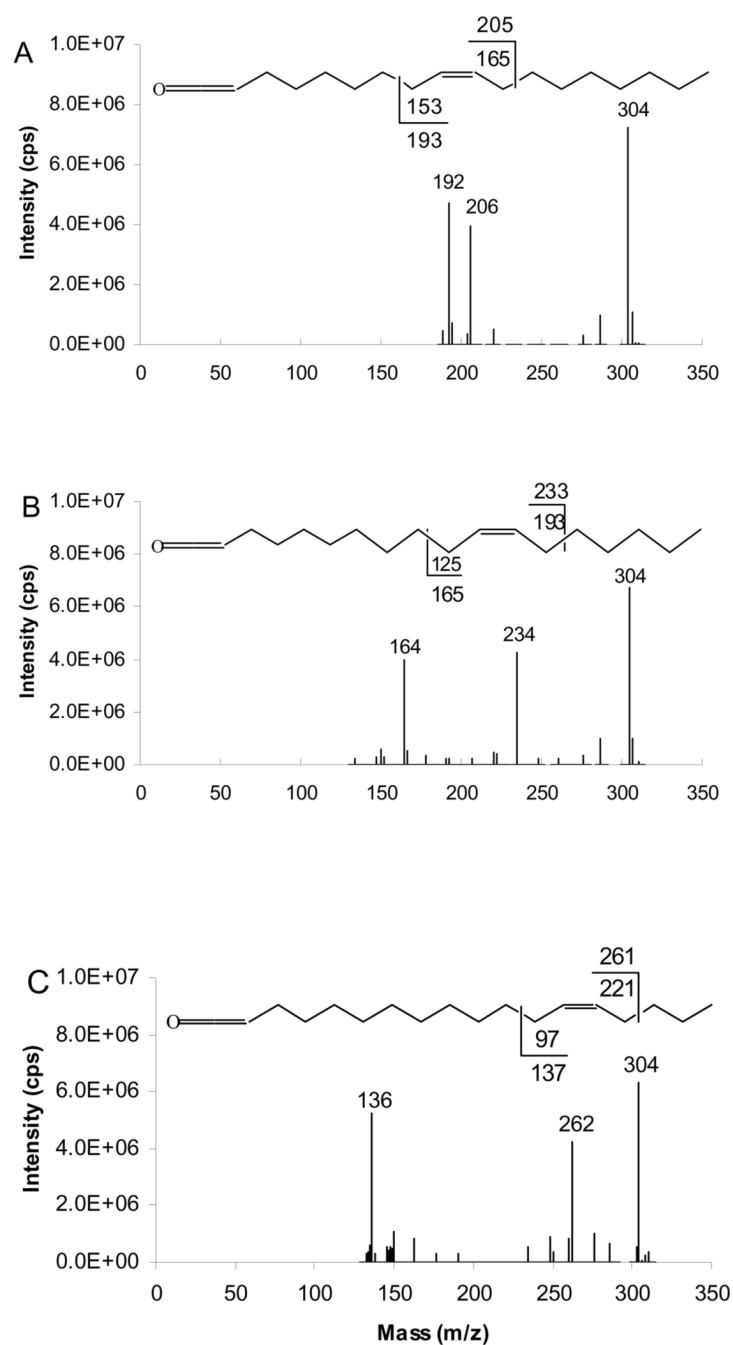 A
205
165
153
193
304
192
206
1.0E+07
8.0E+06
6.0E+06
4.0E+06
2.0E+06
0.0E+00
Intensity (cps)
O
0 50 100 150 200 250 300 350
B
233
193
125
165
304
164
234
1.0E+07
8.0E+06
6.0E+06
4.0E+06
2.0E+06
0.0E+00
Intensity (cps)
O
0 50 100 150 200 250 300 350
C
261
221
97
137
304
136
262
1.0E+07
8.0E+06
6.0E+06
4.0E+06
2.0E+06
0.0E+00
Intensity (cps)
O
0 50 100 150 200 250 300 350
Mass (m/z)